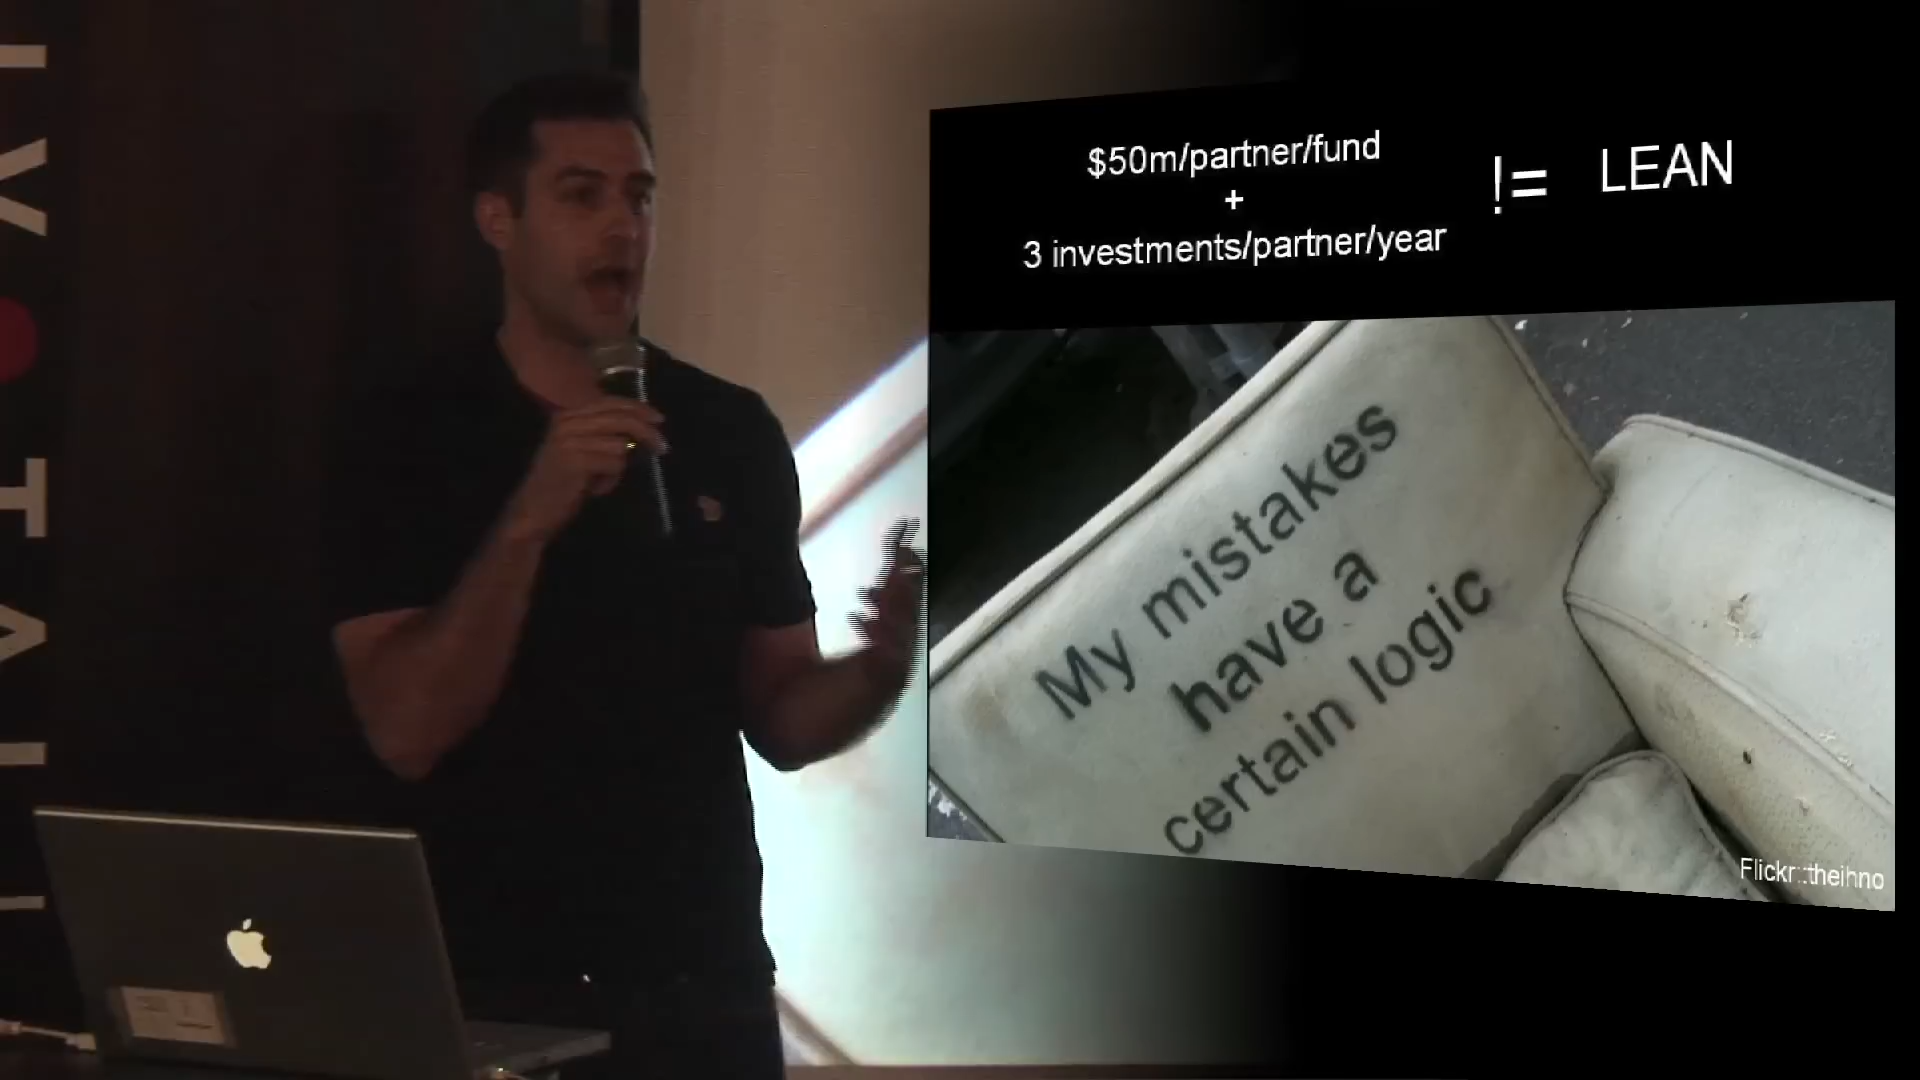 $50m/partner/fund
+
3 investments/partner/year
!= LEAN
My mistakes
have a
certain logic
Flickr::theihno